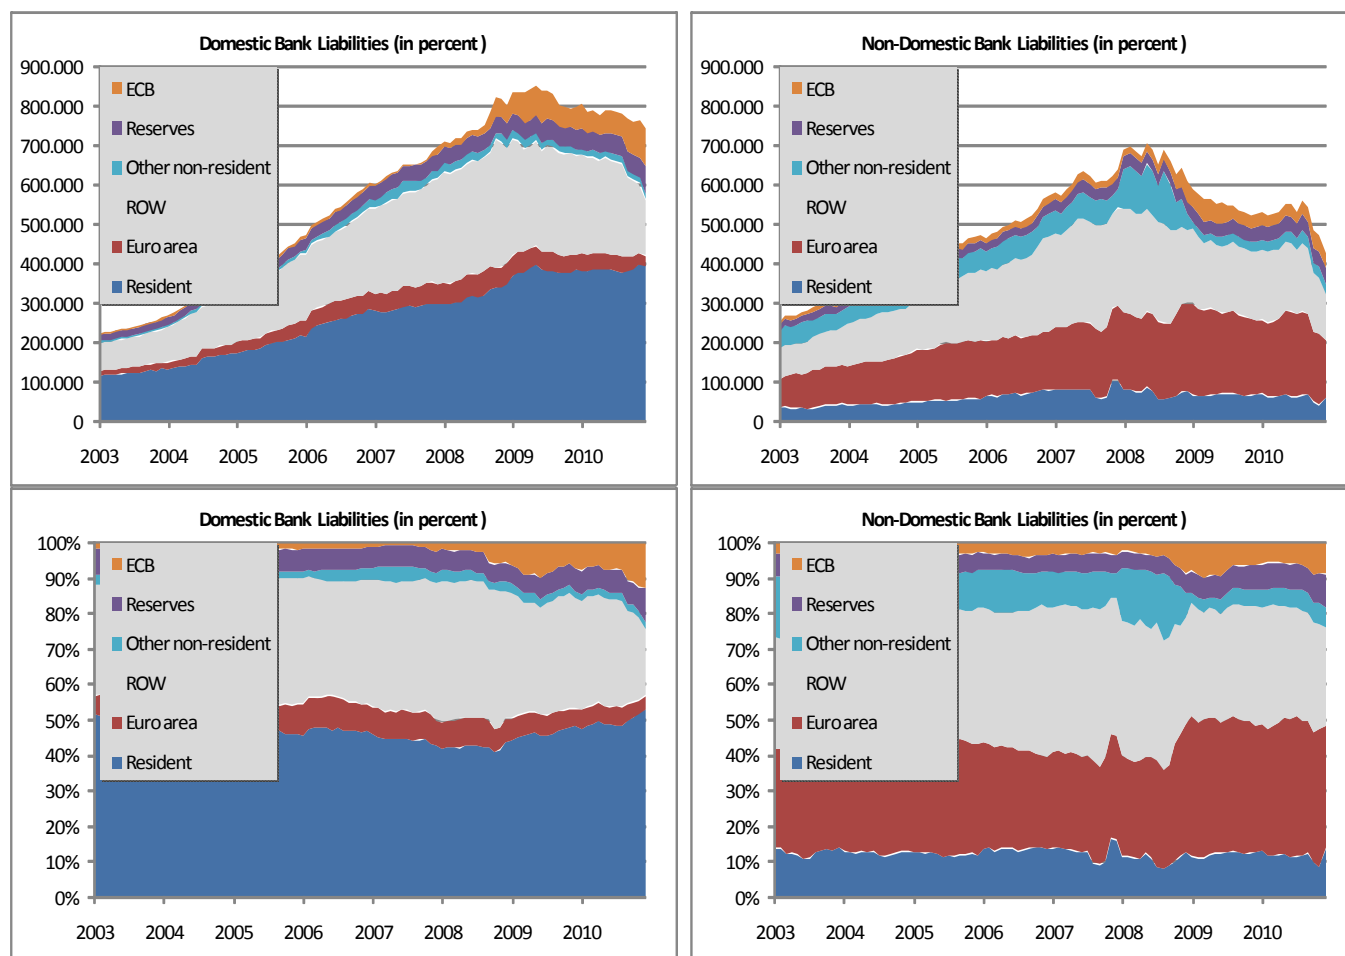 Domestic Bank Liabilities (in percent )
900.000
800.000
700.000
600.000
500.000
400.000
300.000
200.000
100.000
0
ECB
Reserves
Other non-resident
ROW
Euro area
Resident
2003 2004 2005 2006 2007 2008 2009 2010
Non-Domestic Bank Liabilities (in percent )
900.000
800.000
700.000
600.000
500.000
400.000
300.000
200.000
100.000
0
ECB
Reserves
Other non-resident
ROW
Euro area
Resident
2003 2004 2005 2006 2007 2008 2009 2010
Domestic Bank Liabilities (in percent )
100%
90%
80%
70%
60%
50%
40%
30%
20%
10%
0%
ECB
Reserves
Other non-resident
ROW
Euro area
Resident
2003 2004 2005 2006 2007 2008 2009 2010
Non-Domestic Bank Liabilities (in percent )
100%
90%
80%
70%
60%
50%
40%
30%
20%
10%
0%
ECB
Reserves
Other non-resident
ROW
Euro area
Resident
2003 2004 2005 2006 2007 2008 2009 2010